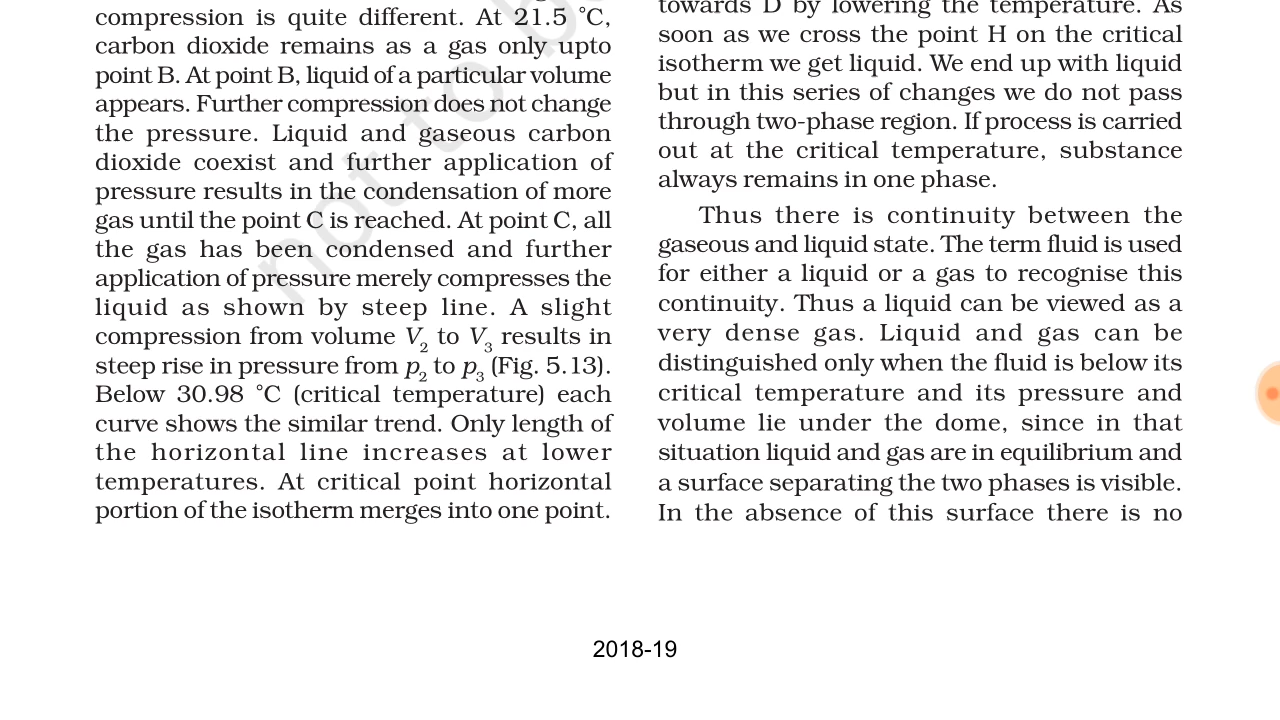 compression is quite different. At 21.5 °C,
carbon dioxide remains as a gas only upto
point B. At point B, liquid of a particular volume
appears. Further compression does not change
the pressure. Liquid and gaseous carbon
dioxide coexist and further application of
pressure results in the condensation of more
gas until the point C is reached. At point C, all
the gas has been condensed and further
application of pressure merely compresses the
liquid as shown by steep line. A slight
compression from volume V₂ to V₃ results in
steep rise in pressure from p₂ to p₃ (Fig. 5.13).
Below 30.98 °C (critical temperature) each
curve shows the similar trend. Only length of
the horizontal line increases at lower
temperatures. At critical point horizontal
portion of the isotherm merges into one point.
towards D by lowering the temperature. As
soon as we cross the point H on the critical
isotherm we get liquid. We end up with liquid
but in this series of changes we do not pass
through two-phase region. If process is carried
out at the critical temperature, substance
always remains in one phase.
Thus there is continuity between the
gaseous and liquid state. The term fluid is used
for either a liquid or a gas to recognise this
continuity. Thus a liquid can be viewed as a
very dense gas. Liquid and gas can be
distinguished only when the fluid is below its
critical temperature and its pressure and
volume lie under the dome, since in that
situation liquid and gas are in equilibrium and
a surface separating the two phases is visible.
In the absence of this surface there is no
not to b
2018-19